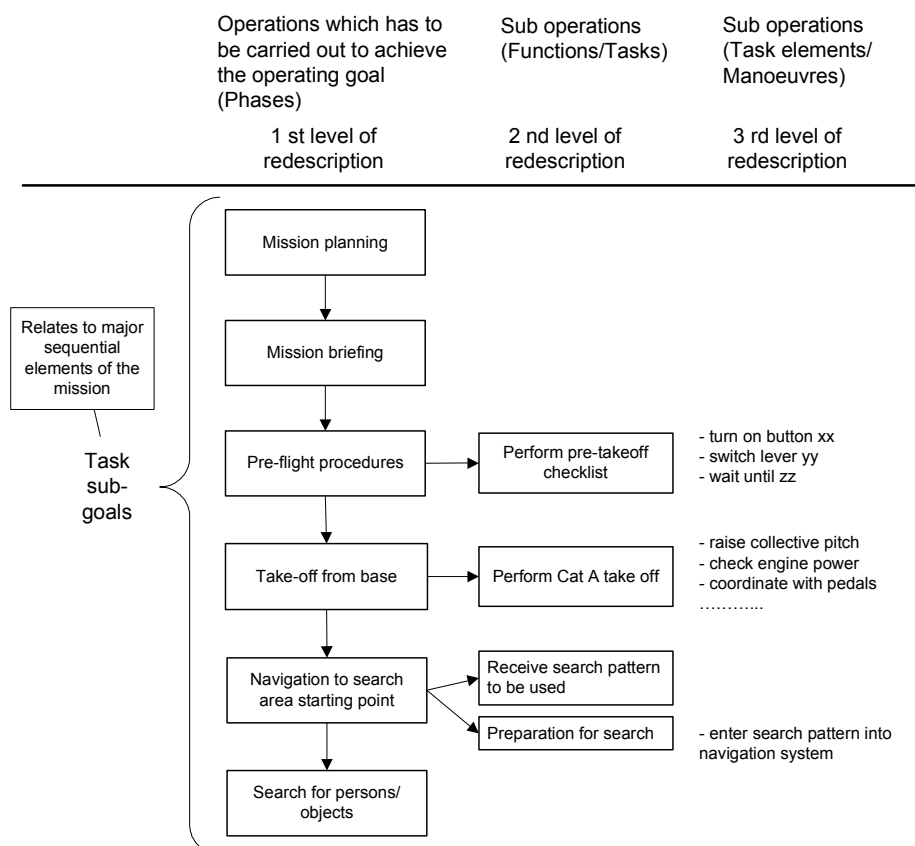 Operations which has to
be carried out to achieve
the operating goal
(Phases)
1 st level of
redescription
Sub operations
(Functions/Tasks)
2 nd level of
redescription
Sub operations
(Task elements/
Manoeuvres)
3 rd level of
redescription
Relates to major
sequential
elements of the
mission
Task
sub-
goals
Mission planning
Mission briefing
Pre-flight procedures
Perform pre-takeoff
checklist
- turn on button xx
- switch lever yy
- wait until zz
Take-off from base
Perform Cat A take off
- raise collective pitch
- check engine power
- coordinate with pedals
………...
Navigation to search
area starting point
Receive search pattern
to be used
Preparation for search
- enter search pattern into
navigation system
Search for persons/
objects